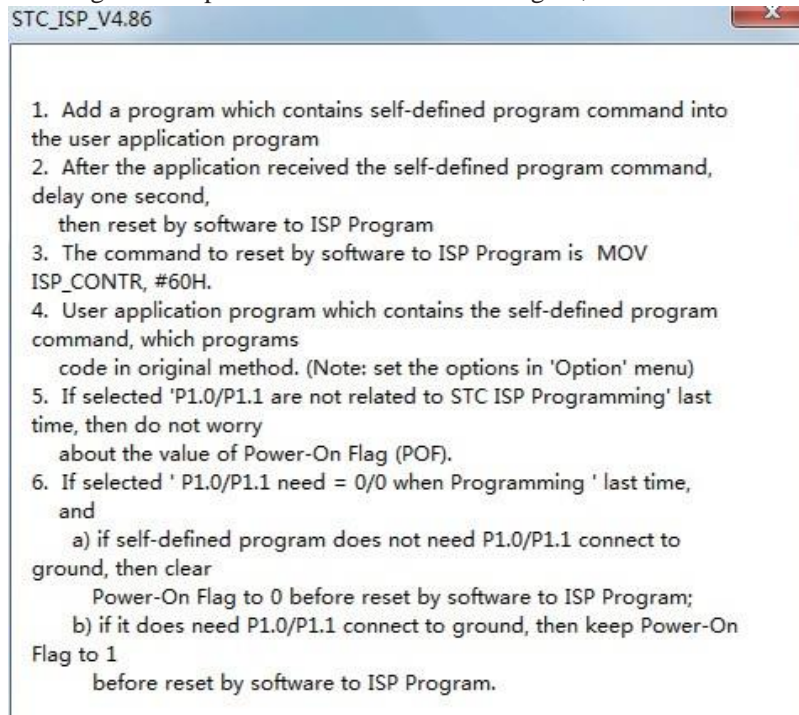 STC_ISP_V4.86
1. Add a program which contains self-defined program command into
the user application program
2. After the application received the self-defined program command,
delay one second,
then reset by software to ISP Program
3. The command to reset by software to ISP Program is MOV
ISP_CONTR, #60H.
4. User application program which contains the self-defined program
command, which programs
code in original method. (Note: set the options in 'Option' menu)
5. If selected 'P1.0/P1.1 are not related to STC ISP Programming' last
time, then do not worry
about the value of Power-On Flag (POF).
6. If selected ' P1.0/P1.1 need = 0/0 when Programming ' last time,
and
a) if self-defined program does not need P1.0/P1.1 connect to
ground, then clear
Power-On Flag to 0 before reset by software to ISP Program;
b) if it does need P1.0/P1.1 connect to ground, then keep Power-On
Flag to 1
before reset by software to ISP Program.